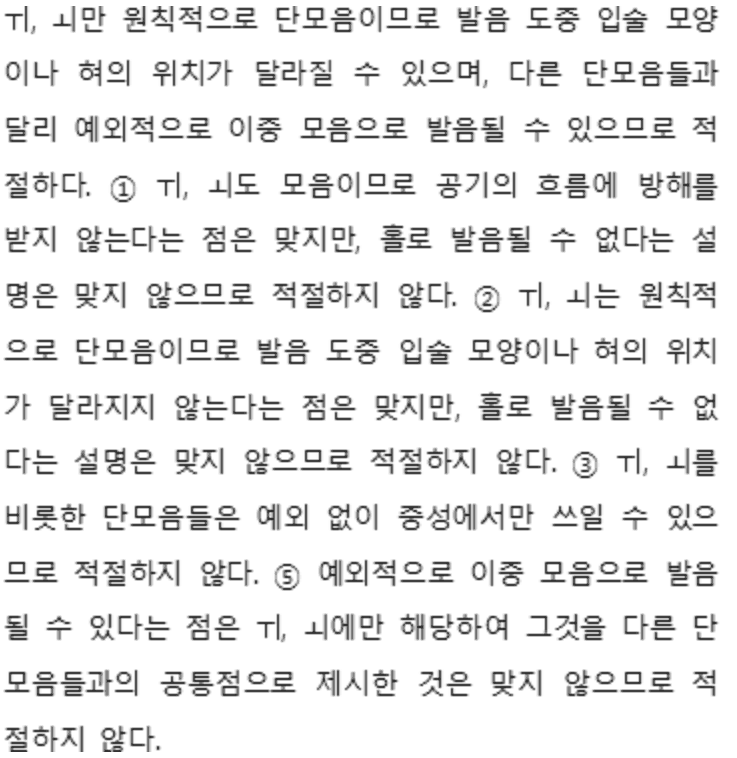 ㅟ, ㅚ만 원칙적으로 단모음이므로 발음 도중 입술 모양
이나 혀의 위치가 달라질 수 있으며, 다른 단모음들과
달리 예외적으로 이중 모음으로 발음될 수 있으므로 적
절하다. ① ㅟ, ㅚ도 모음이므로 공기의 흐름에 방해를
받지 않는다는 점은 맞지만, 홀로 발음될 수 없다는 설
명은 맞지 않으므로 적절하지 않다. ② ㅟ, ㅚ는 원칙적
으로 단모음이므로 발음 도중 입술 모양이나 혀의 위치
가 달라지지 않는다는 점은 맞지만, 홀로 발음될 수 없
다는 설명은 맞지 않으므로 적절하지 않다. ③ ㅟ, ㅚ를
비롯한 단모음들은 예외 없이 중성에서만 쓰일 수 있으
므로 적절하지 않다. ⑤ 예외적으로 이중 모음으로 발음
될 수 있다는 점은 ㅟ, ㅚ에만 해당하여 그것을 다른 단
모음들과의 공통점으로 제시한 것은 맞지 않으므로 적
절하지 않다.